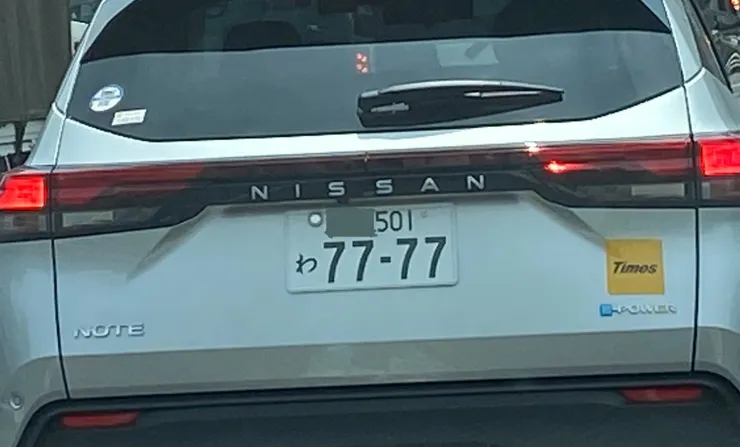 NISSAN
501
わ 77-77
Times
e-POWER
NOTE